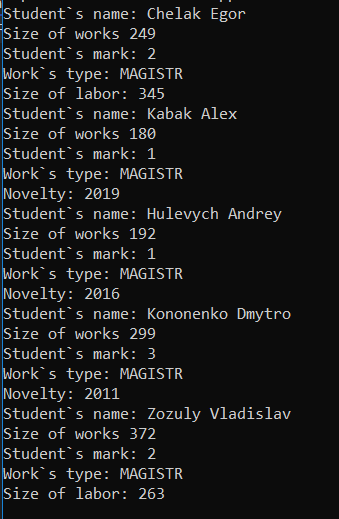 Student`s name: Chelak Egor
Size of works 249
Student`s mark: 2
Work`s type: MAGISTR
Size of labor: 345
Student`s name: Kabak Alex
Size of works 180
Student`s mark: 1
Work`s type: MAGISTR
Novelty: 2019
Student`s name: Hulevych Andrey
Size of works 192
Student`s mark: 1
Work`s type: MAGISTR
Novelty: 2016
Student`s name: Kononenko Dmytro
Size of works 299
Student`s mark: 3
Work`s type: MAGISTR
Novelty: 2011
Student`s name: Zozuly Vladislav
Size of works 372
Student`s mark: 2
Work`s type: MAGISTR
Size of labor: 263